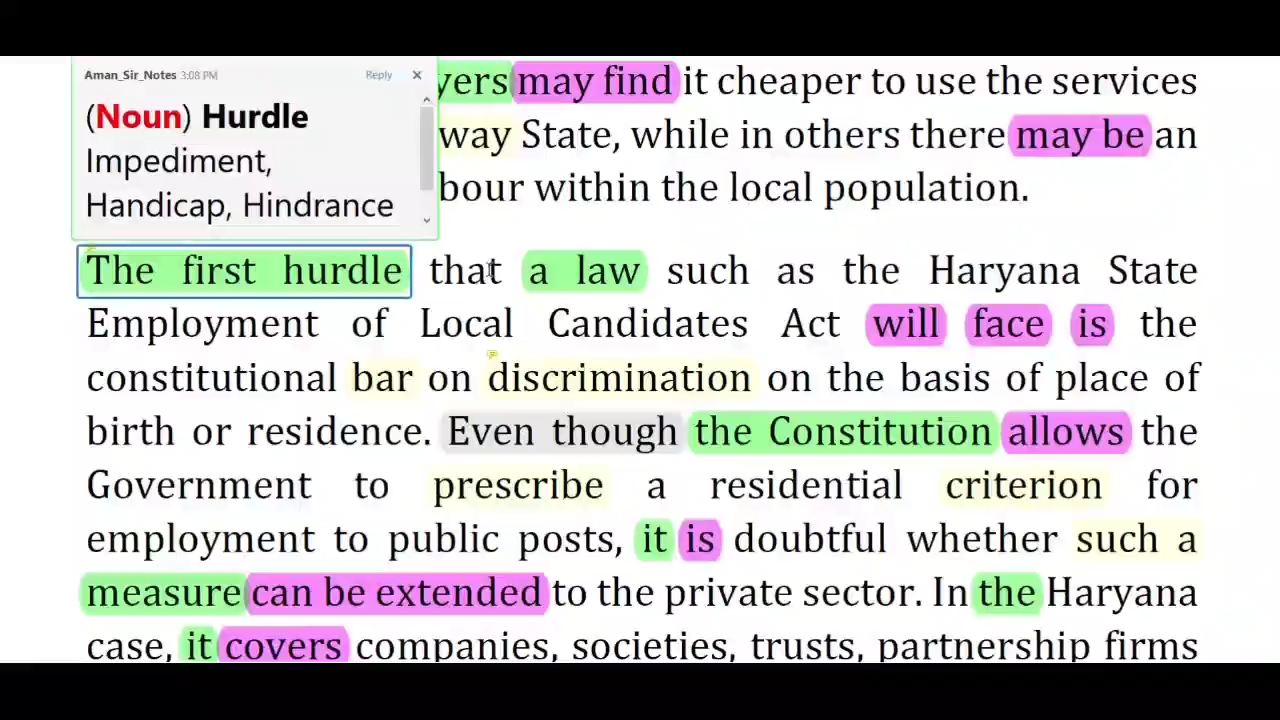 Aman_Sir_Notes 3:08 PM Reply ×
(Noun) Hurdle
Impediment,
Handicap, Hindrance
may find it cheaper to use the services
way State, while in others there may be an
within the local population.
The first hurdle that a law such as the Haryana State
Employment of Local Candidates Act will face is the
constitutional bar on discrimination on the basis of place of
birth or residence. Even though the Constitution allows the
Government to prescribe a residential criterion for
employment to public posts, it is doubtful whether such a
measure can be extended to the private sector. In the Haryana
case, it covers companies, societies, trusts, partnership firms